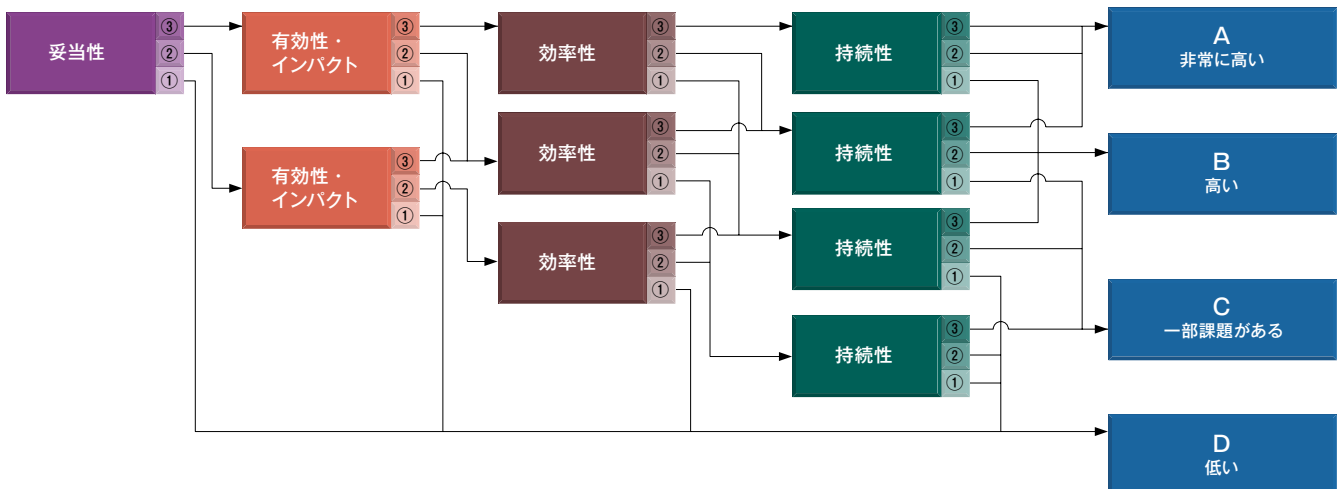 妥当性
③
②
①
有効性・
インパクト
③
②
①
有効性・
インパクト
③
②
①
効率性
③
②
①
効率性
③
②
①
効率性
③
②
①
持続性
③
②
①
持続性
③
②
①
持続性
③
②
①
持続性
③
②
①
A
非常に高い
B
高い
C
一部課題がある
D
低い